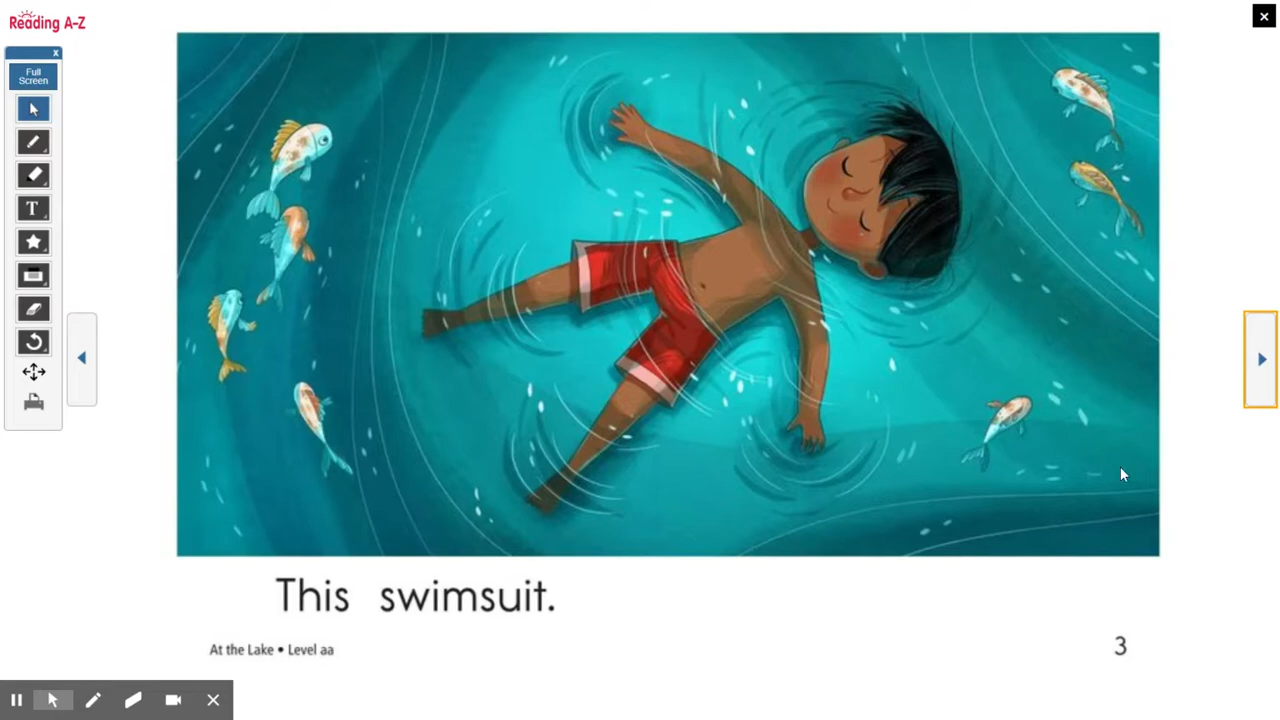 Reading A-Z
x
Full
Screen
T
This swimsuit.
At the Lake • Level aa
3